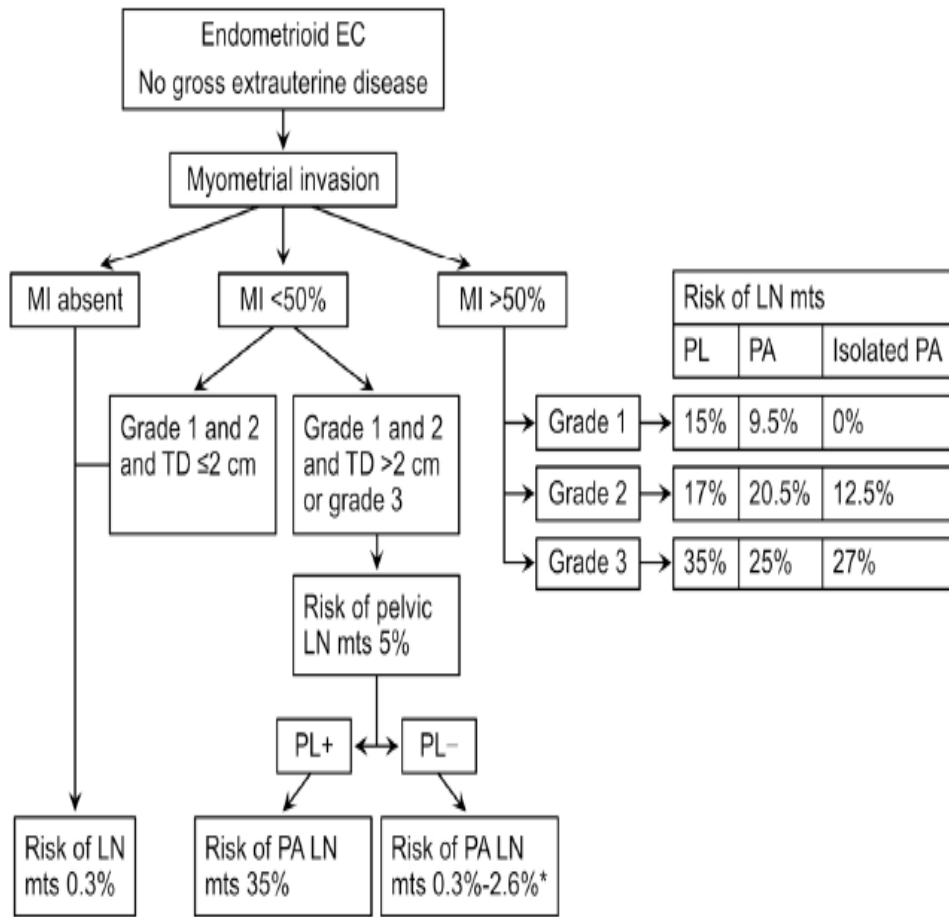 Endometrioid EC
No gross extrauterine disease
Myometrial invasion
MI absent
MI <50%
MI >50%
Risk of LN mts
PL PA Isolated PA
Grade 1 and 2
and TD ≤2 cm
Grade 1 and 2
and TD >2 cm
or grade 3
Grade 1 15% 9.5% 0%
Grade 2 17% 20.5% 12.5%
Grade 3 35% 25% 27%
Risk of pelvic
LN mts 5%
PL+
PL−
Risk of LN
mts 0.3%
Risk of PA LN
mts 35%
Risk of PA LN
mts 0.3%-2.6%*